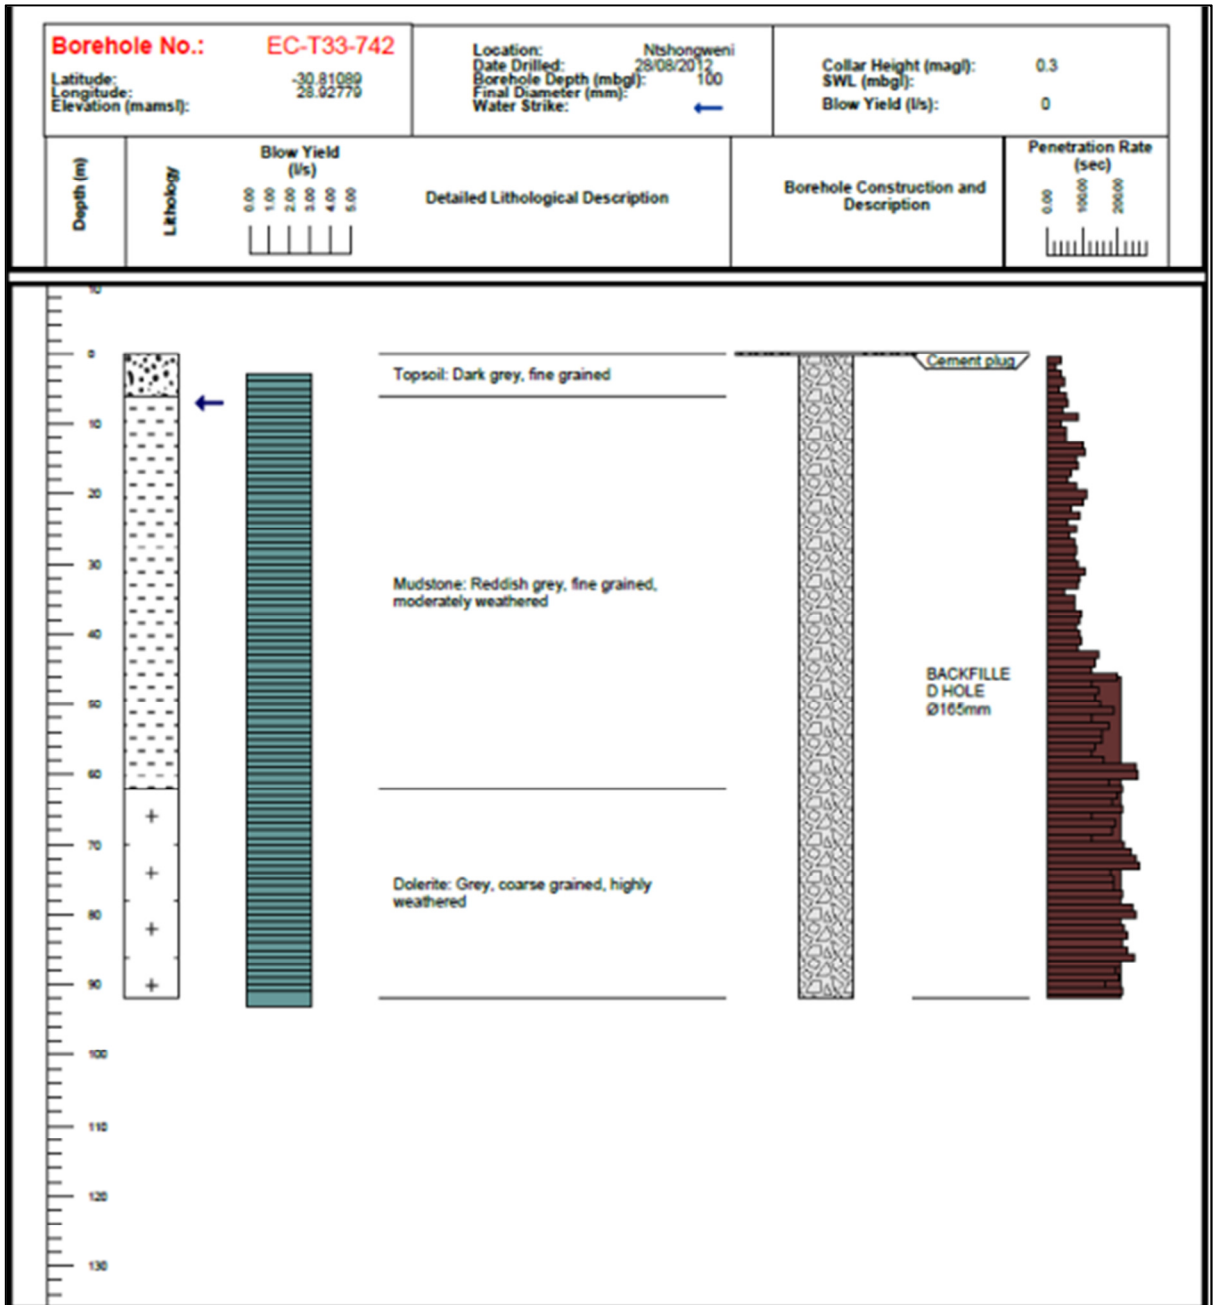 Borehole No.: EC-T33-742
Latitude: -30.81089
Longitude: 28.92779
Elevation (mamsl):
Location: Ntshongweni
Date Drilled: 28/08/2012
Borehole Depth (mbgl): 100
Final Diameter (mm):
Water Strike:
Collar Height (magl): 0.3
SWL (mbgl):
Blow Yield (l/s): 0
Depth (m)
Lithology
Blow Yield
(l/s)
0.00 1.00 2.00 3.00 4.00 5.00
Detailed Lithological Description
Borehole Construction and
Description
Penetration Rate
(sec)
0.00 100.00 200.00
10
0
Topsoil: Dark grey, fine grained
Cement plug
10
20
30
Mudstone: Reddish grey, fine grained,
moderately weathered
40
50
BACKFILLE
D HOLE
Ø165mm
60
70
80
Dolerite: Grey, coarse grained, highly
weathered
90
100
110
120
130